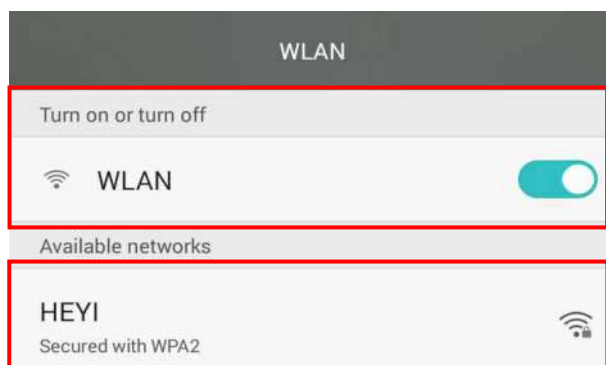 WLAN
Turn on or turn off
WLAN
Available networks
HEYI
Secured with WPA2